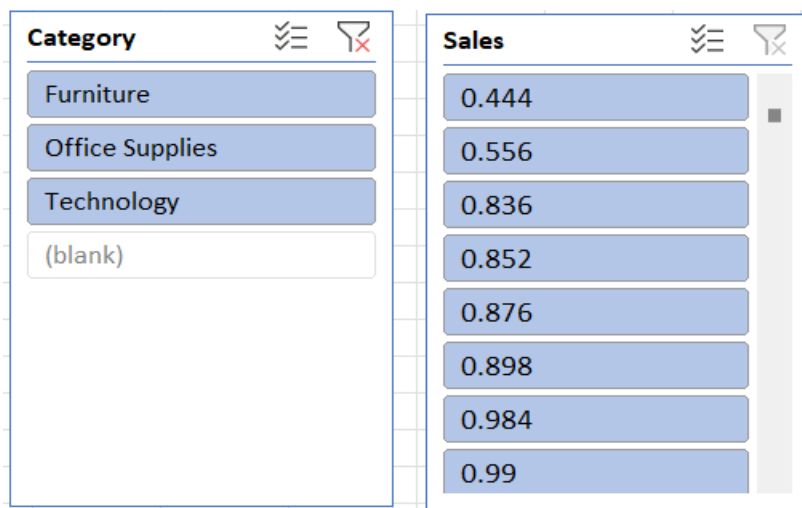 Category
Furniture
Office Supplies
Technology
(blank)
Sales
0.444
0.556
0.836
0.852
0.876
0.898
0.984
0.99